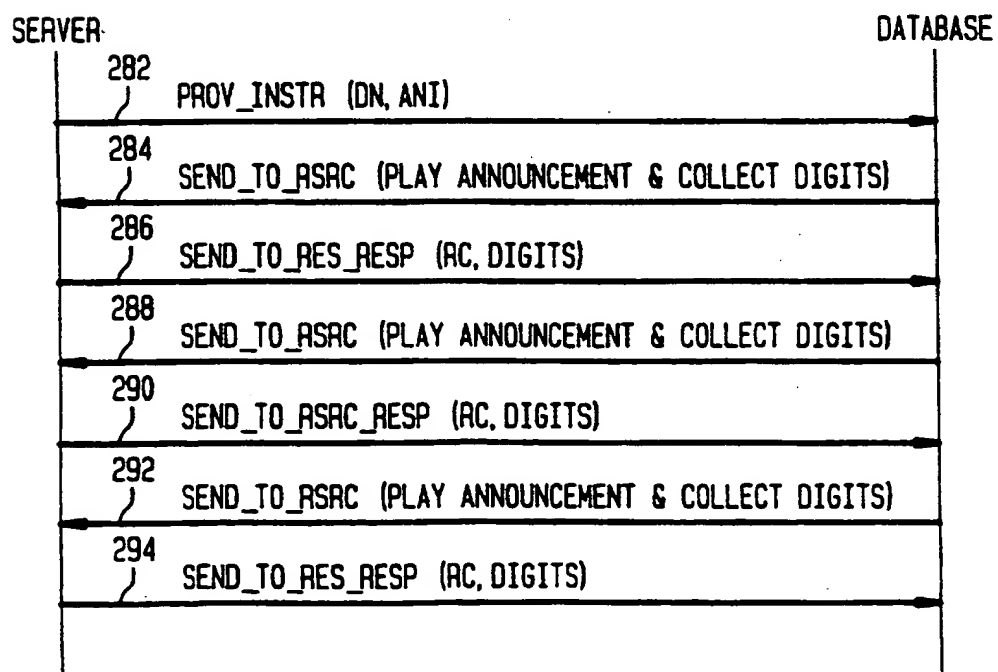 SERVER DATABASE
282
PROV_INSTR (DN, ANI)
284
SEND_TO_RSRC (PLAY ANNOUNCEMENT & COLLECT DIGITS)
286
SEND_TO_RES_RESP (RC, DIGITS)
288
SEND_TO_RSRC (PLAY ANNOUNCEMENT & COLLECT DIGITS)
290
SEND_TO_RSRC_RESP (RC, DIGITS)
292
SEND_TO_RSRC (PLAY ANNOUNCEMENT & COLLECT DIGITS)
294
SEND_TO_RES_RESP (RC, DIGITS)